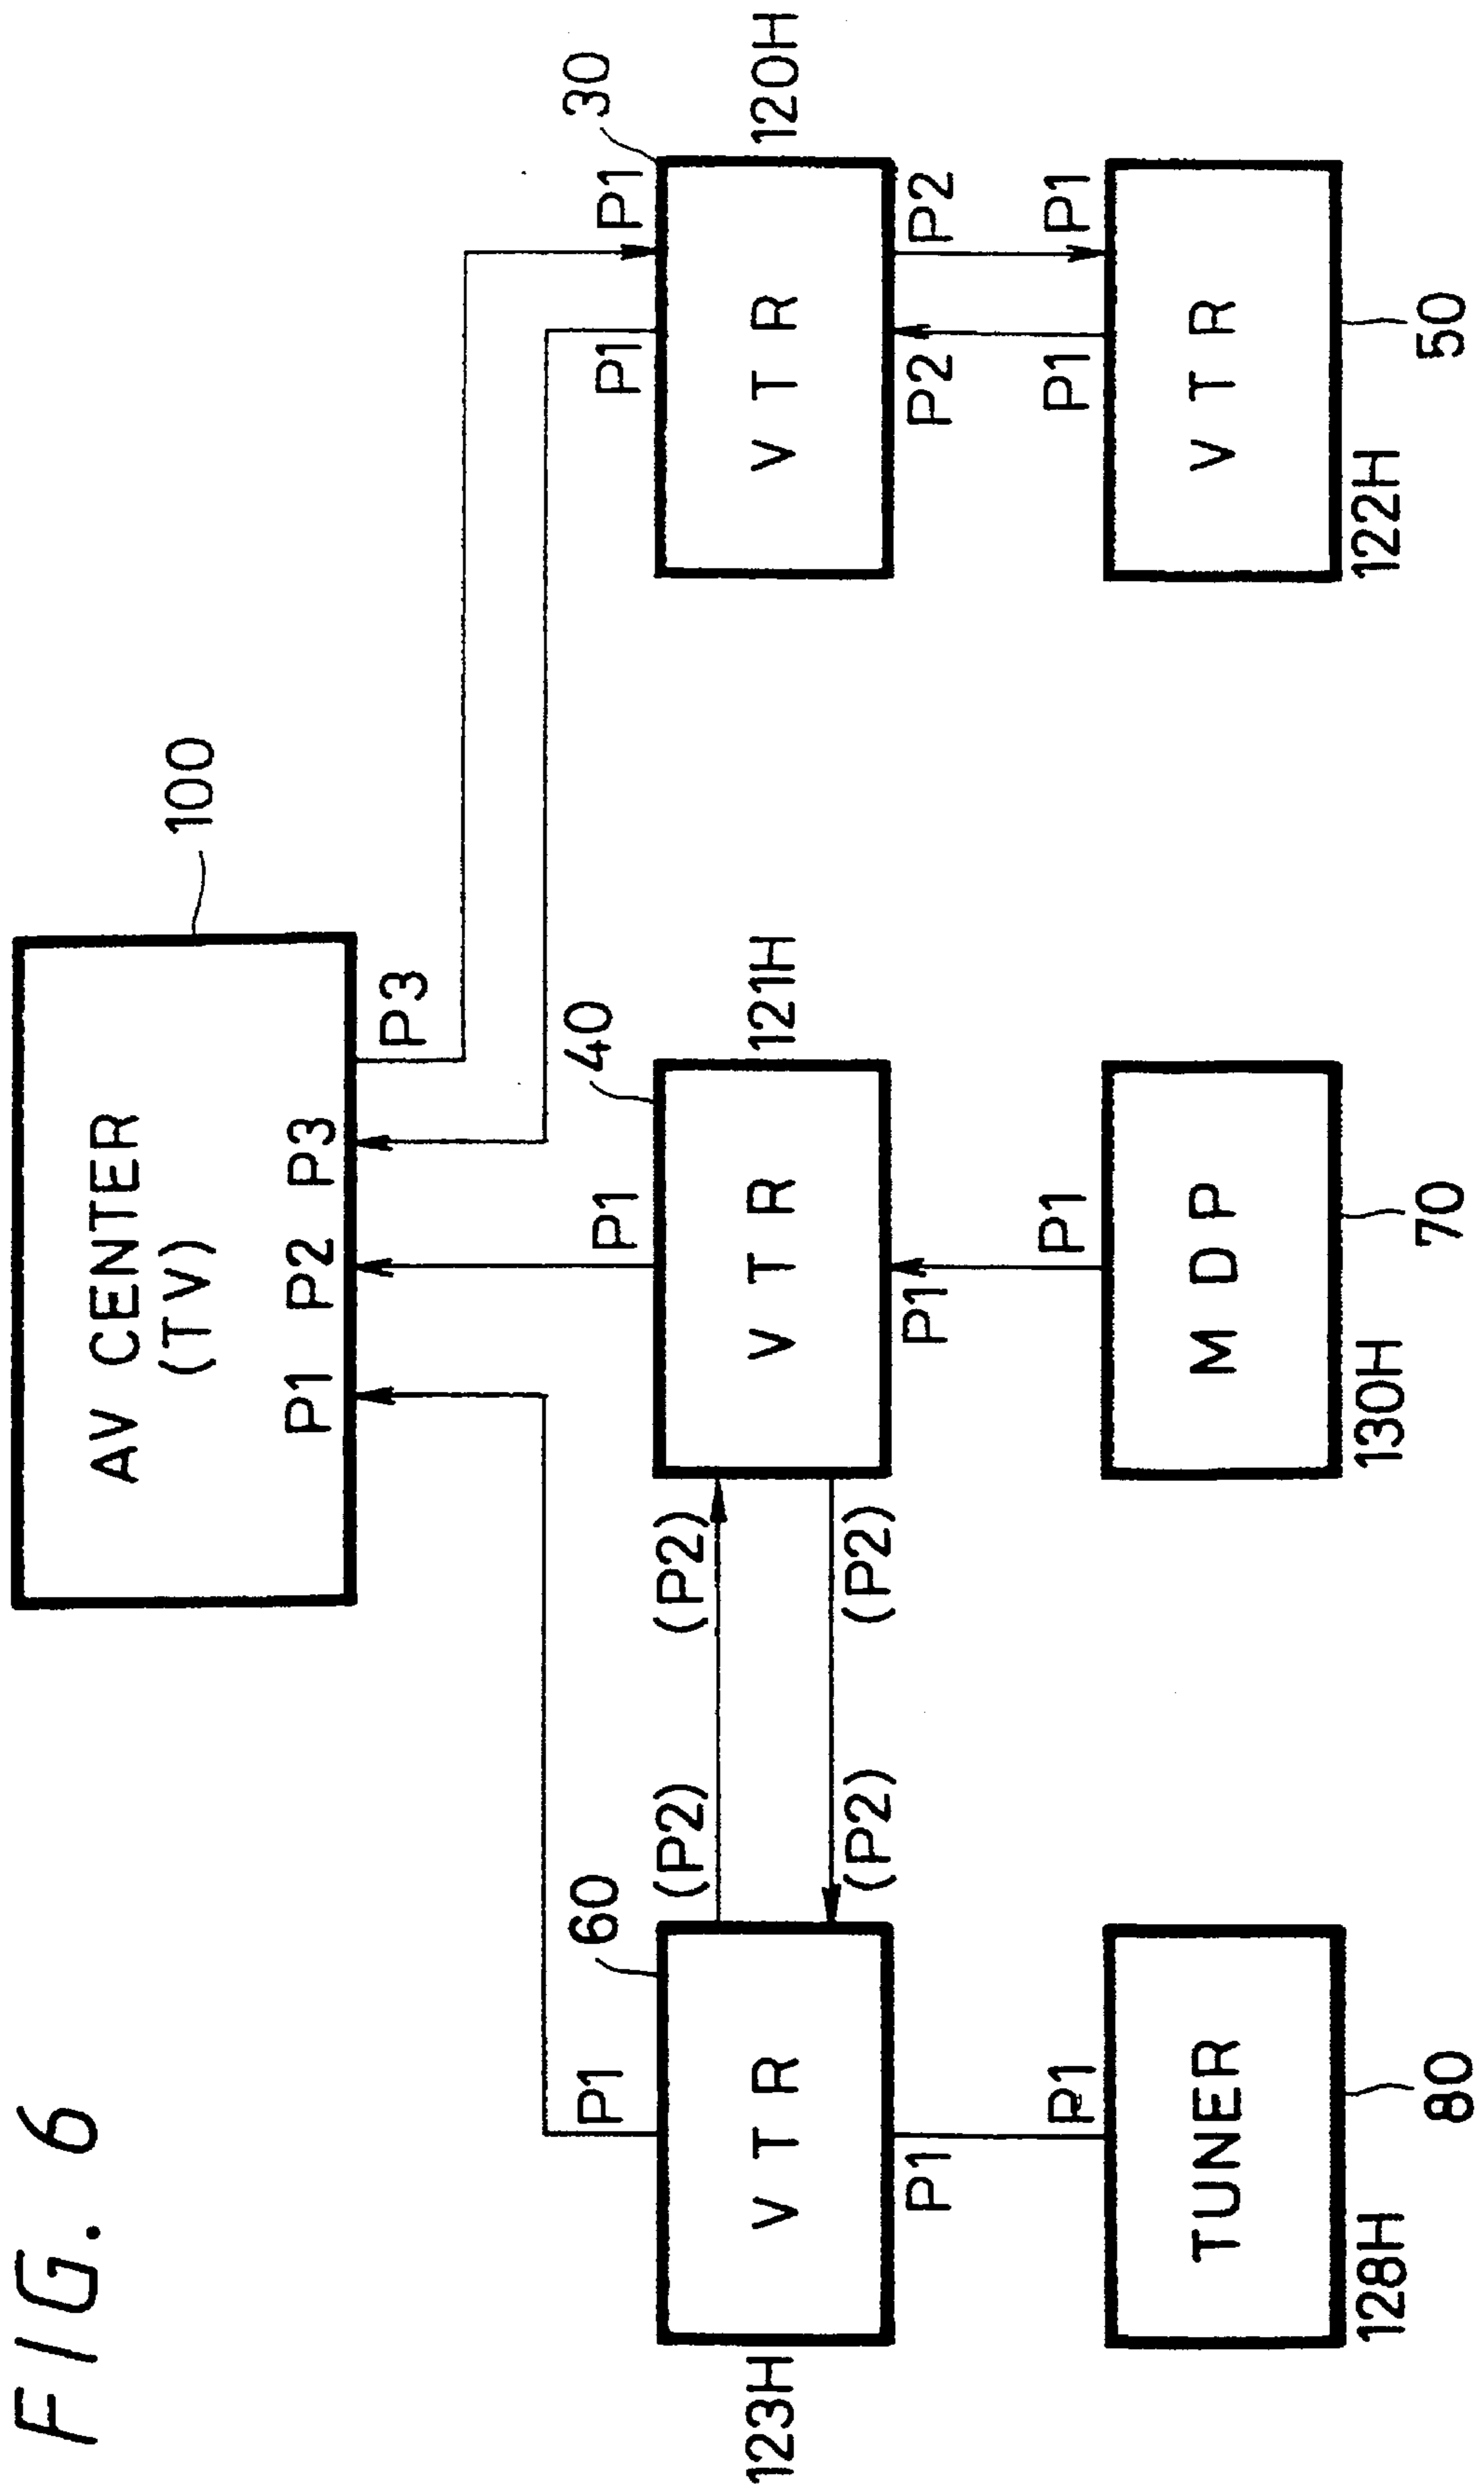 FIG. 6
AV CENTER
(TV)
100
P1 P2 P3
P3
P1
60
P1
40
P1
P1
30
123H
VTR
(P2)
(P2)
VTR
121H
VTR
120H
(P2)
(P2)
P1
P1
P2
P2
P1
P1
P1
P1
TUNER
MDP
VTR
128H
80
130H
70
122H
50